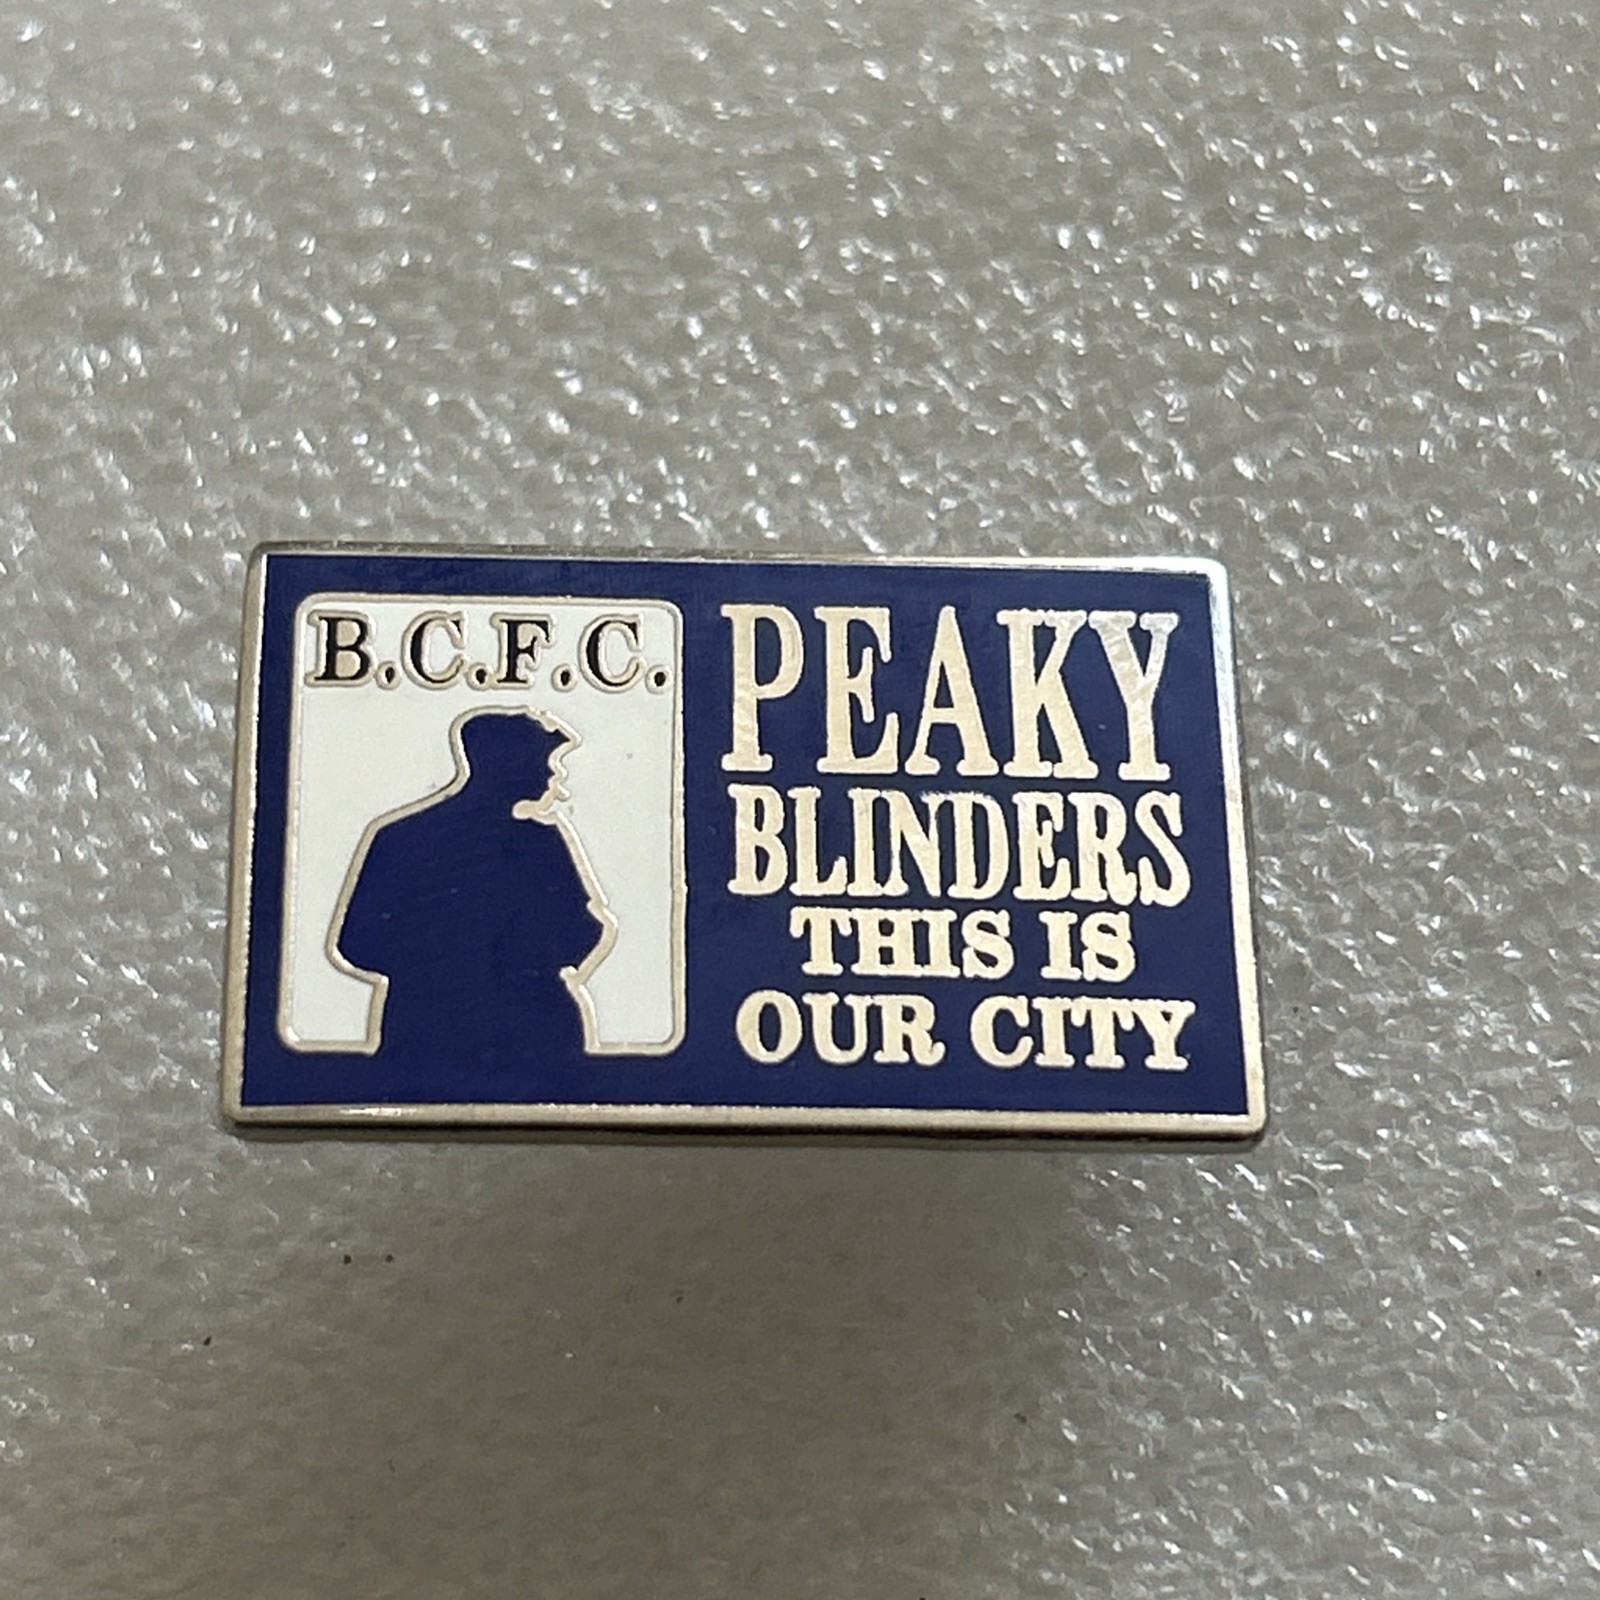 B.C.F.C.
PEAKY
BLINDERS
THIS IS
OUR CITY